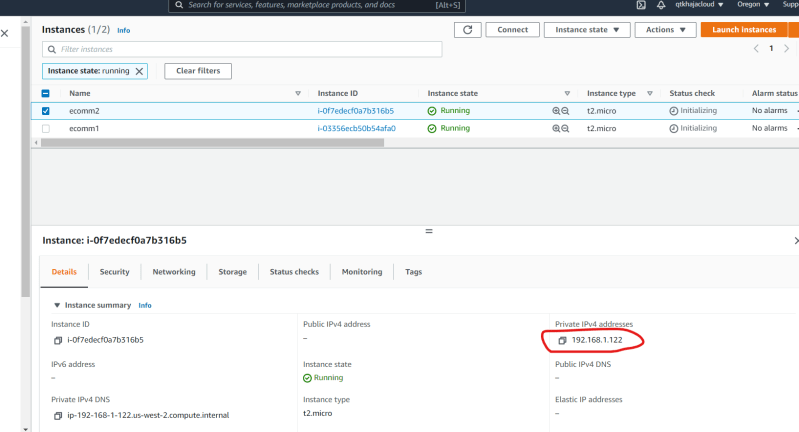 Search for services, features, marketplace products, and docs [Alt+S] qtkhajacloud ▼ Oregon ▼ Supp
Instances (1/2) Info Connect Instance state ▼ Actions ▼ Launch Instances
Filter instances 1
Instance state: running Clear filters
Name Instance ID Instance state Instance type Status check Alarm status
ecomm2 i-0f7edecf0a7b316b5 Running t2.micro Initializing No alarms
ecomm1 i-03356ecb50b54afa0 Running t2.micro Initializing No alarms
Instance: i-0f7edecf0a7b316b5
Details Security Networking Storage Status checks Monitoring Tags
▼ Instance summary Info
Instance ID Public IPv4 address Private IPv4 addresses
i-0f7edecf0a7b316b5 – 192.168.1.122
IPv6 address Instance state Public IPv4 DNS
– Running –
Private IPv4 DNS Instance type Elastic IP addresses
ip-192-168-1-122.us-west-2.compute.internal t2.micro –